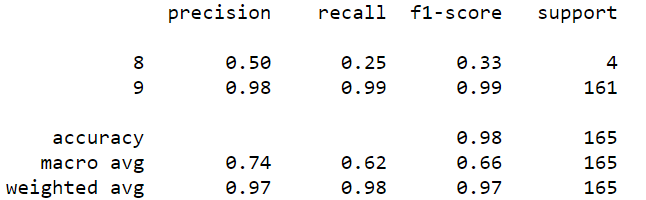 precision recall f1-score support
8 0.50 0.25 0.33 4
9 0.98 0.99 0.99 161
accuracy 0.98 165
macro avg 0.74 0.62 0.66 165
weighted avg 0.97 0.98 0.97 165